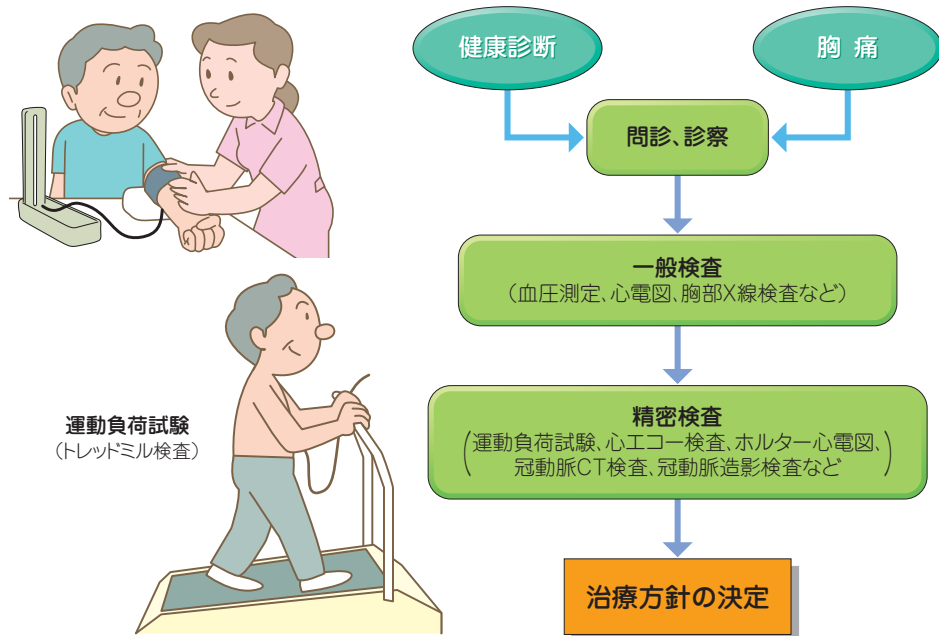 健康診断
胸 痛
問診、診察
一般検査
（血圧測定、心電図、胸部X線検査など）
精密検査
（運動負荷試験、心エコー検査、ホルター心電図、
冠動脈CT検査、冠動脈造影検査など）
治療方針の決定
運動負荷試験
（トレッドミル検査）